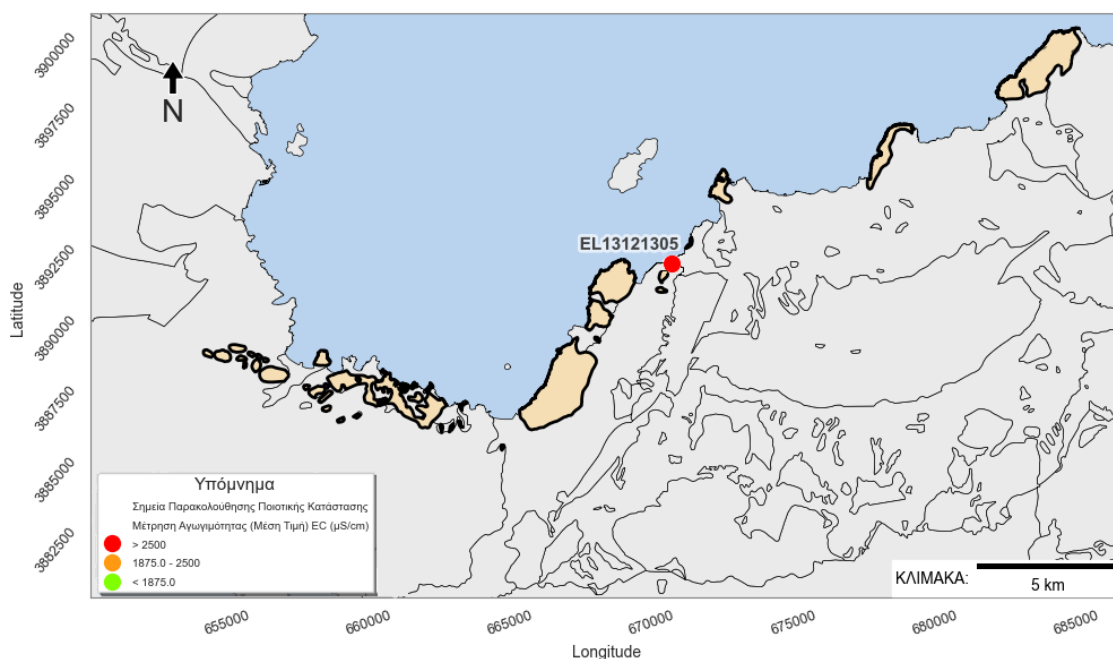 3900000
3897500
3895000
3892500
3890000
3887500
3885000
3882500
Latitude
N
EL13121305
Υπόμνημα
Σημεία Παρακολούθησης Ποιοτικής Κατάστασης
Μέτρηση Αγωγιμότητας (Μέση Τιμή) EC (μS/cm)
> 2500
1875.0 - 2500
< 1875.0
ΚΛΙΜΑΚΑ:
5 km
655000
660000
665000
670000
675000
680000
685000
Longitude